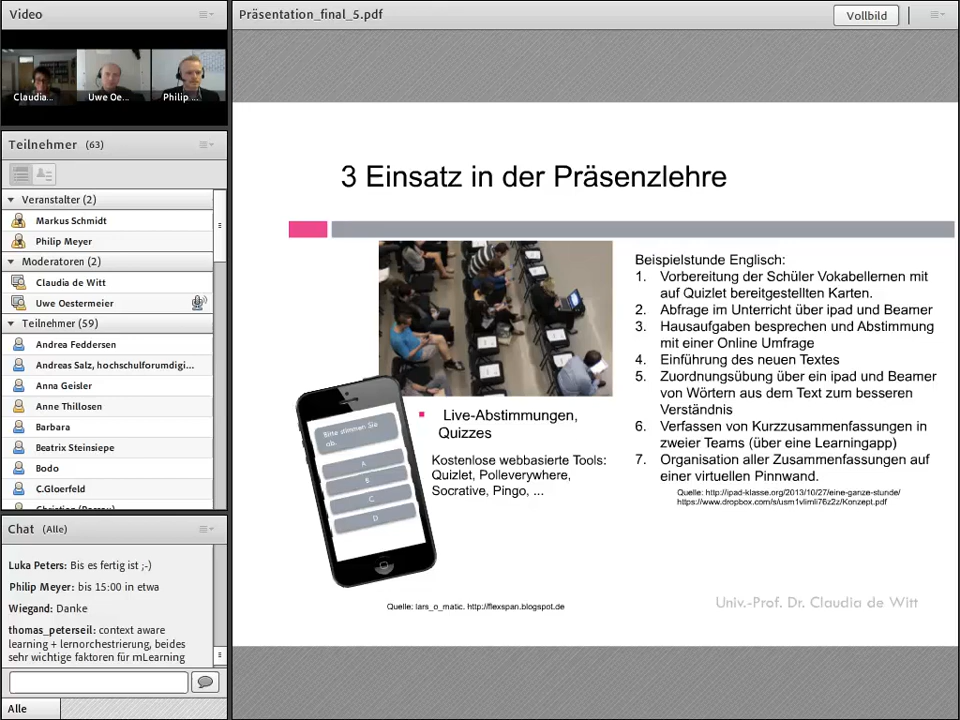 Video
Claudia...
Uwe Oe...
Philip ...
Teilnehmer (63)
Veranstalter (2)
Markus Schmidt
Philip Meyer
Moderatoren (2)
Claudia de Witt
Uwe Oestermeier
Teilnehmer (59)
Andrea Feddersen
Andreas Salz, hochschulforumdigi...
Anna Geisler
Anne Thillosen
Barbara
Beatrix Steinsiepe
Bodo
C.Gloerfeld
Chat (Alle)
Luka Peters: Bis es fertig ist ;-)
Philip Meyer: bis 15:00 in etwa
Wiegand: Danke
thomas_peterseil: context aware
learning + lernorchestrierung, beides
sehr wichtige faktoren für mLearning
Alle
Präsentation_final_5.pdf
Vollbild
3 Einsatz in der Präsenzlehre
Bitte stimmen Sie
ab.
A
B
C
D
Live-Abstimmungen,
Quizzes
Kostenlose webbasierte Tools:
Quizlet, Polleverywhere,
Socrative, Pingo, ...
Quelle: lars_o_matic. http://flexspan.blogspot.de
Beispielstunde Englisch:
1. Vorbereitung der Schüler Vokabellernen mit
auf Quizlet bereitgestellten Karten.
2. Abfrage im Unterricht über ipad und Beamer
3. Hausaufgaben besprechen und Abstimmung
mit einer Online Umfrage
4. Einführung des neuen Textes
5. Zuordnungsübung über ein ipad und Beamer
von Wörtern aus dem Text zum besseren
Verständnis
6. Verfassen von Kurzzusammenfassungen in
zweier Teams (über eine Learningapp)
7. Organisation aller Zusammenfassungen auf
einer virtuellen Pinnwand.
Quelle: http://ipad-klasse.org/2013/10/27/eine-ganze-stunde/
Univ.-Prof. Dr. Claudia de Witt